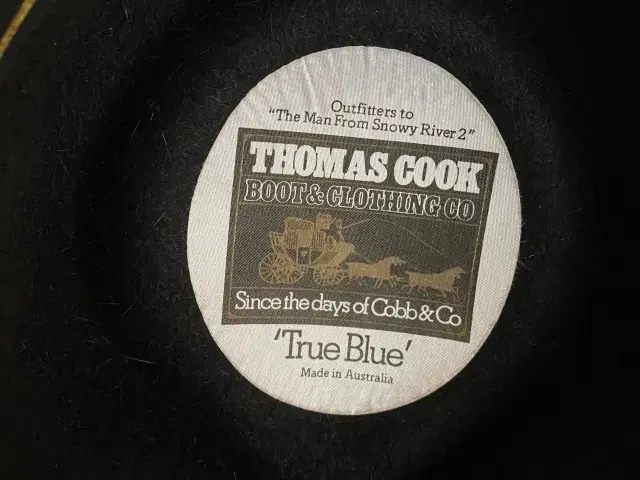 Outfitters to
"The Man From Snowy River 2"
THOMAS COOK
BOOT & CLOTHING CO
Since the days of Cobb & Co
'True Blue'
Made in Australia